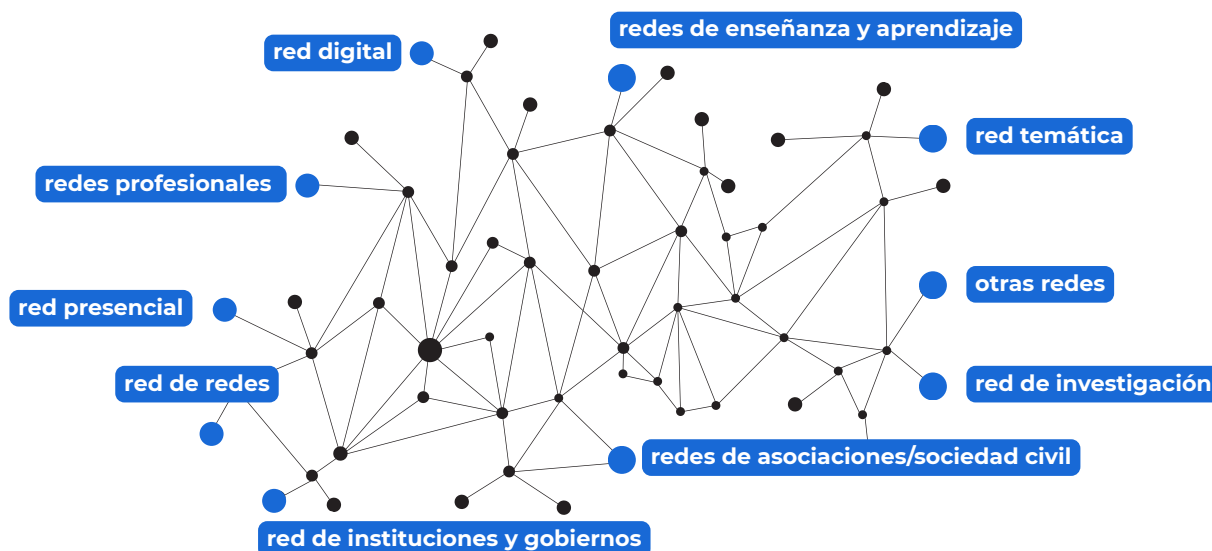 redes de enseñanza y aprendizaje
red digital
red temática
redes profesionales
otras redes
red presencial
red de redes
red de investigación
redes de asociaciones/sociedad civil
red de instituciones y gobiernos